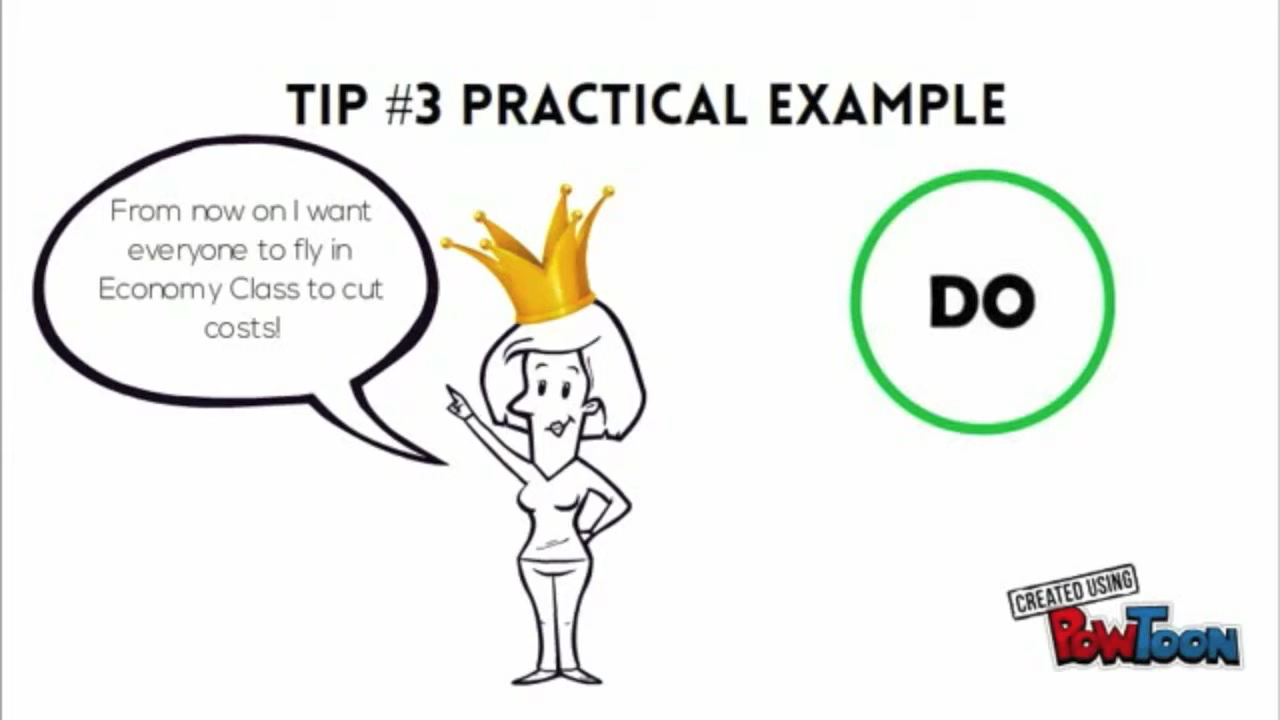 TIP #3 PRACTICAL EXAMPLE
From now on I want
everyone to fly in
Economy Class to cut
costs!
DO
CREATED USING
POWTOON